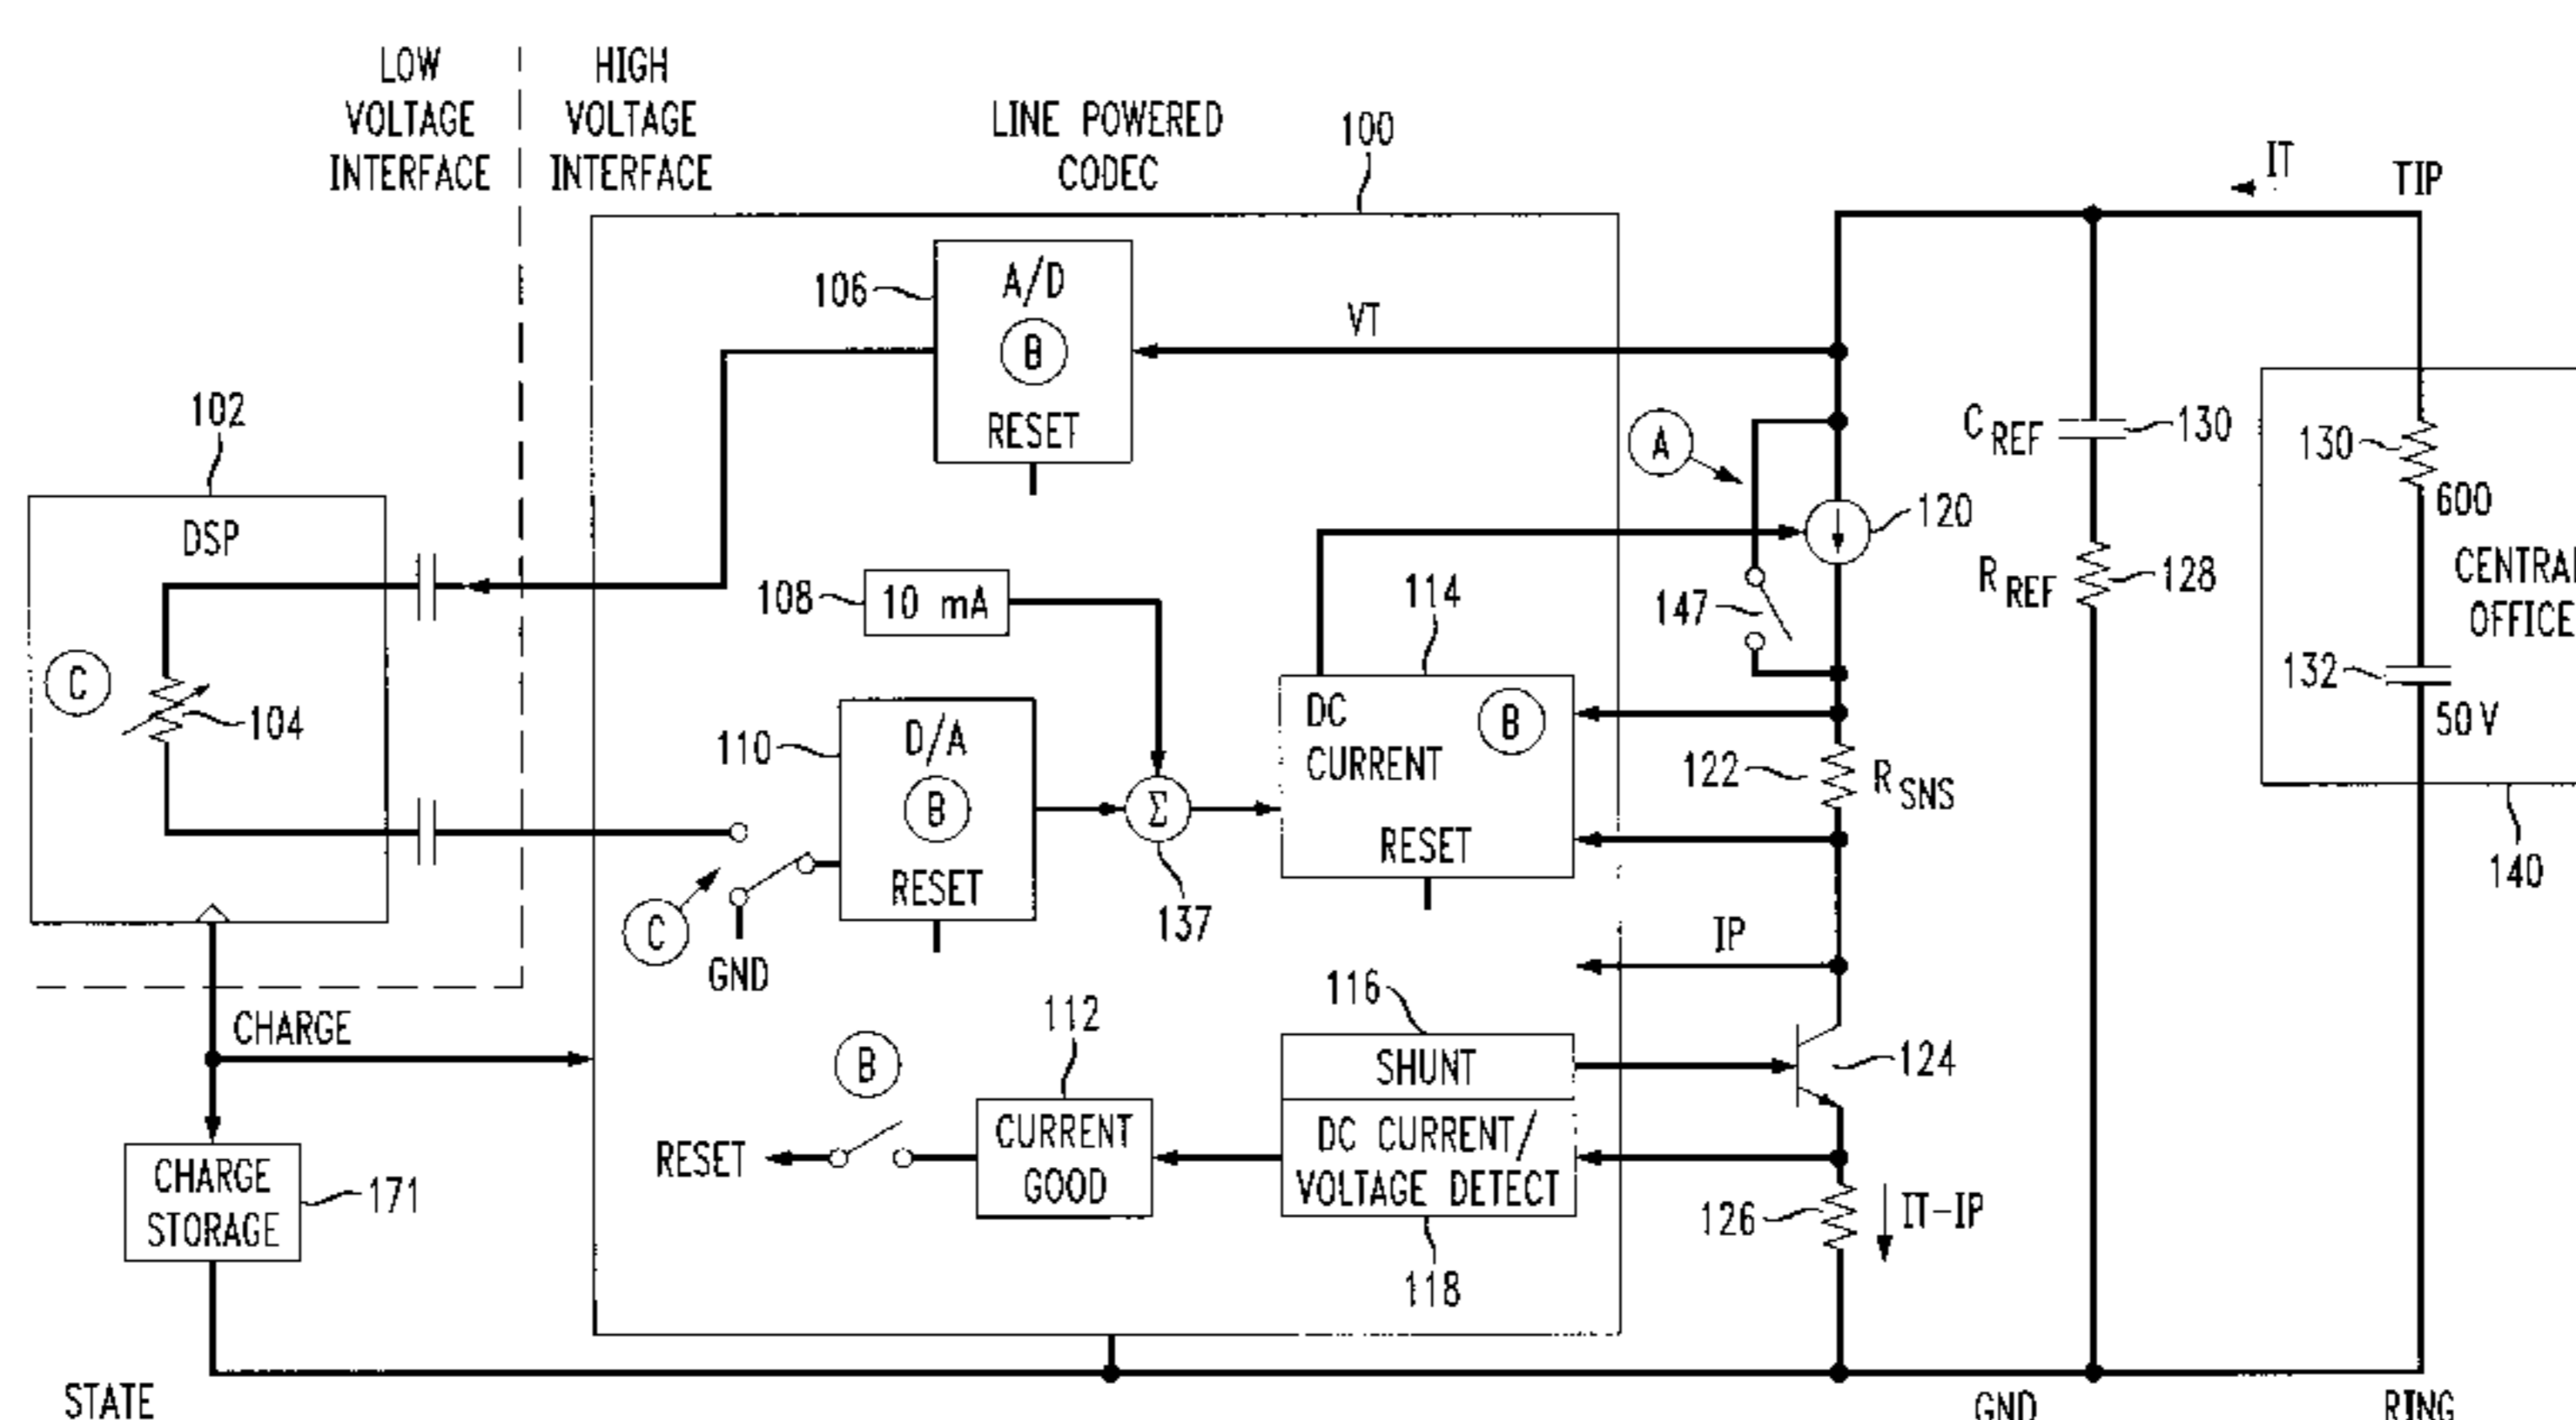 LOW
VOLTAGE
INTERFACE
HIGH
VOLTAGE
INTERFACE
LINE POWERED
CODEC
100
IT
TIP
106
A/D
B
RESET
VT
102
DSP
C
104
108
10 mA
110
D/A
B
RESET
C
GND
Σ
137
114
DC
CURRENT
B
RESET
A
147
120
122
R SNS
C REF
130
R REF
128
130
600
CENTRAL
OFFICE
132
50 V
140
IP
116
SHUNT
DC CURRENT/
VOLTAGE DETECT
118
124
126
IT-IP
112
CURRENT
GOOD
B
RESET
CHARGE
CHARGE
STORAGE
171
STATE
GND
RING